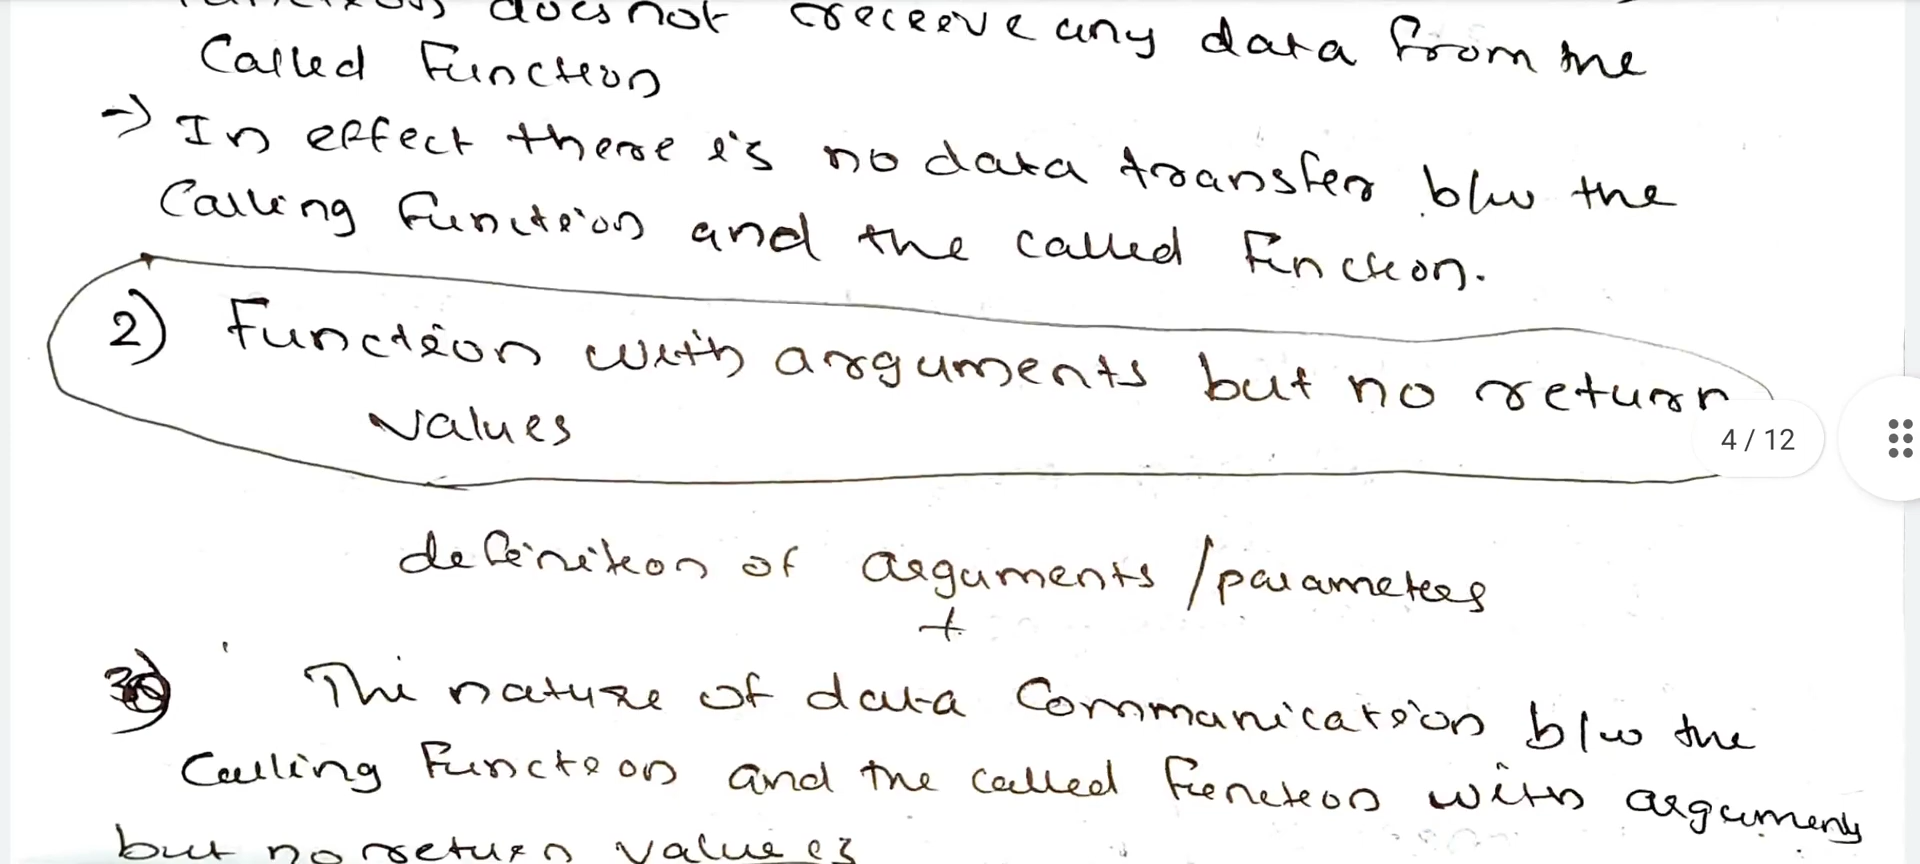 does not receive any data from the
Called Function
→ In effect there is no data transfer b/w the
Calling Function and the called Function.
2) Function with arguments but no return
values
4 / 12
definition of arguments / parameters
+
The nature of data Communication b/w the
Calling Function and the called Function with arguments
but no return value is